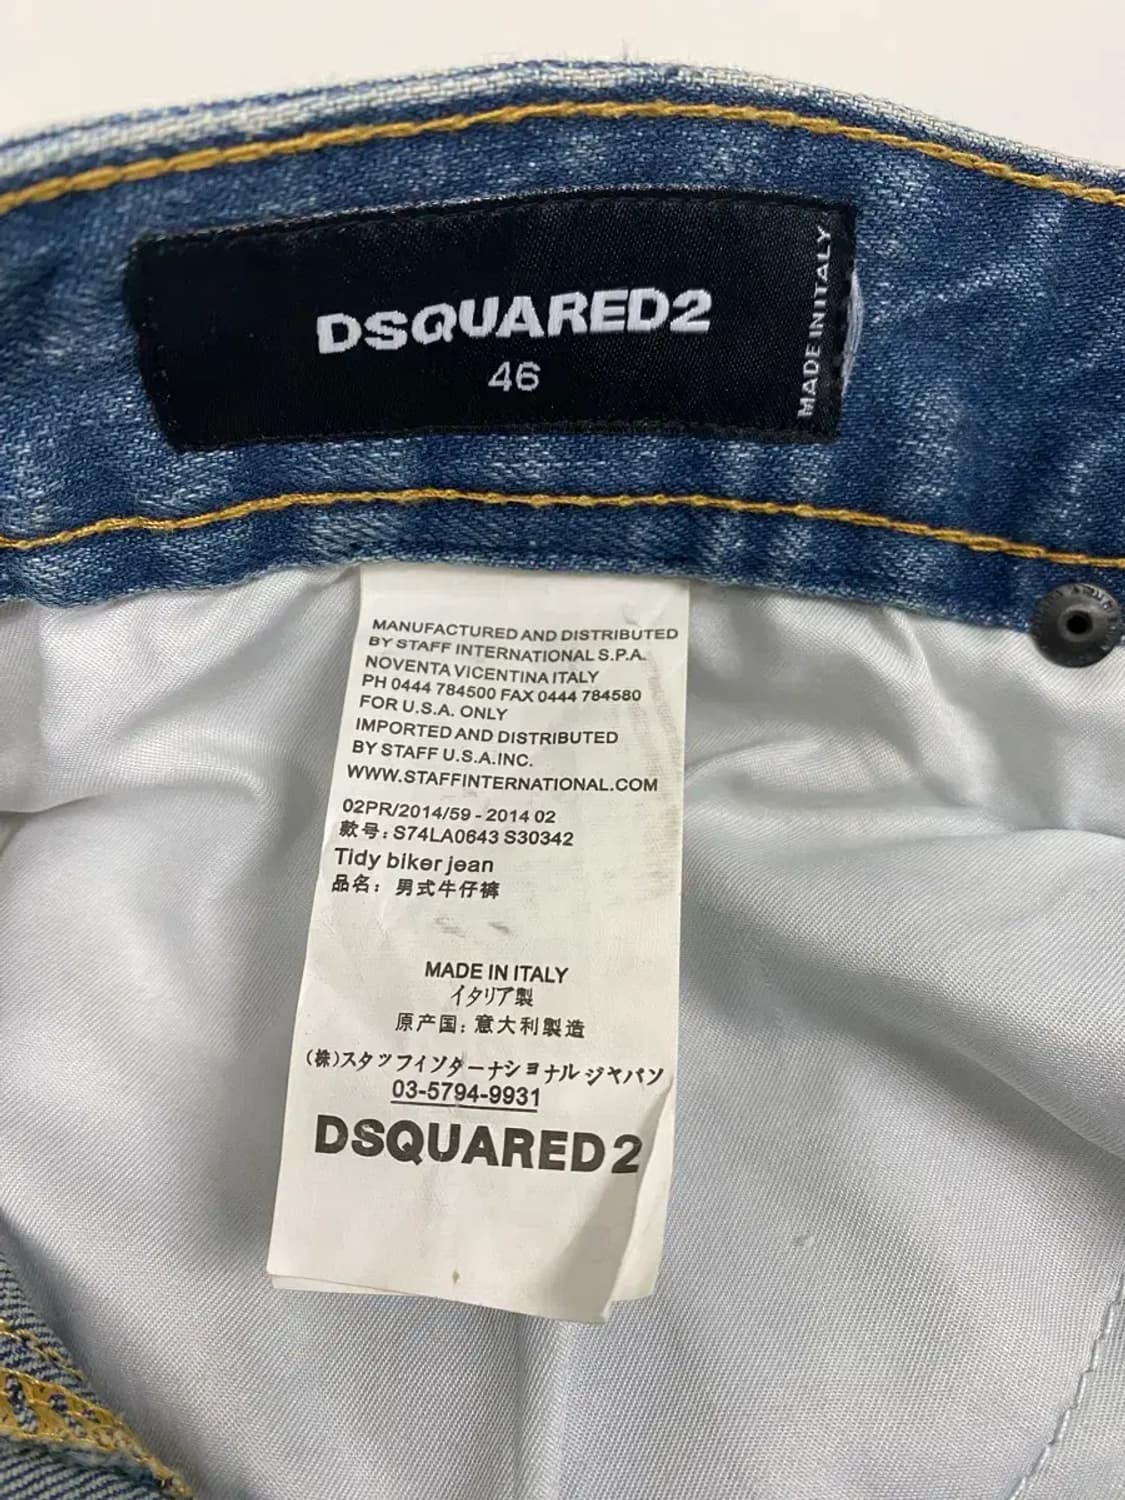 DSQUARED2
46
MADE IN ITALY
MANUFACTURED AND DISTRIBUTED
BY STAFF INTERNATIONAL S.P.A.
NOVENTA VICENTINA ITALY
PH 0444 784500 FAX 0444 784580
FOR U.S.A. ONLY
IMPORTED AND DISTRIBUTED
BY STAFF U.S.A.INC.
WWW.STAFFINTERNATIONAL.COM
02PR/2014/59 - 2014 02
款号: S74LA0643 S30342
Tidy biker jean
品名: 男式牛仔裤
MADE IN ITALY
イタリア製
原产国: 意大利製造
(株)スタッフインターナショナル ジャパン
03-5794-9931
DSQUARED2